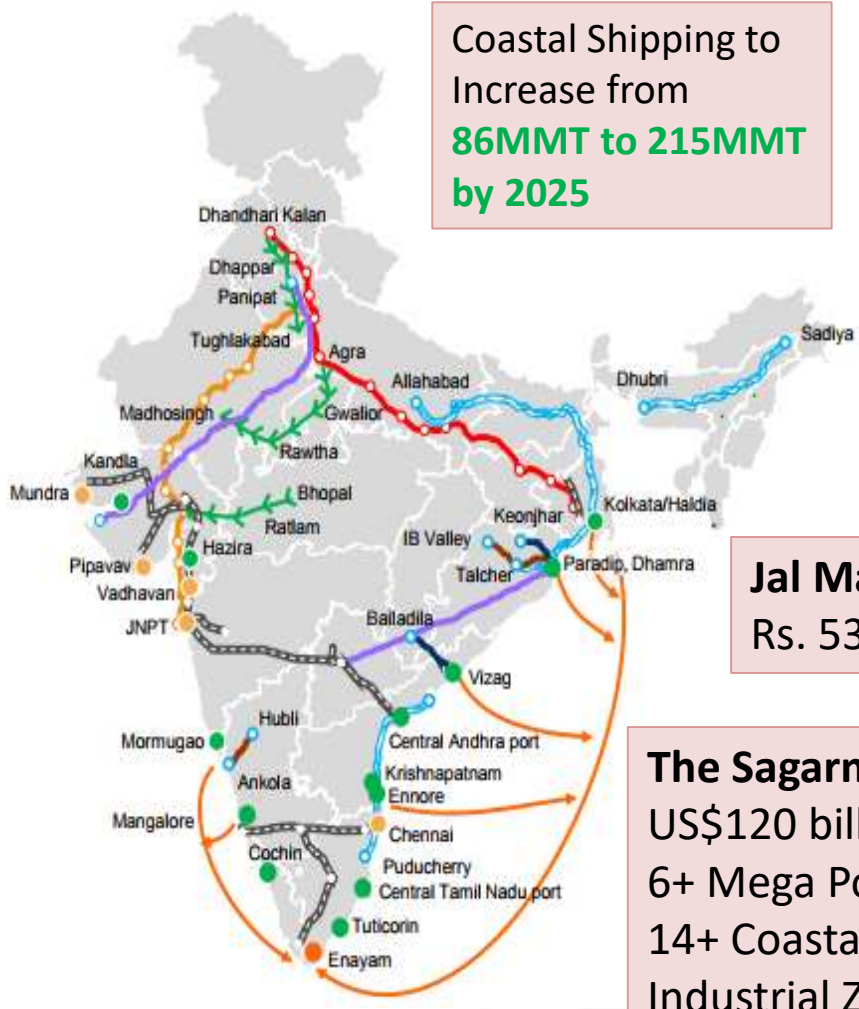 Coastal Shipping to
Increase from
86MMT to 215MMT
by 2025
Dhandhari Kalan
Dhappar
Panipat
Tughlakabad
Agra
Sadiya
Allahabad
Dhubri
Madhosingh
Gwalior
Rawtha
Kandla
Mundra
Bhopal
Ratlam
Keonjhar
Kolkata/Haldia
IB Valley
Hazira
Pipavav
Talcher
Paradip, Dhamra
Vadhavan
JNPT
Bailadila
Jal Ma
Rs. 53
Vizag
Hubli
Mormugao
Central Andhra port
Ankola
Krishnapatnam
Ennore
Mangalore
Chennai
Cochin
Puducherry
Central Tamil Nadu port
Tuticorin
Enayam
The Sagarn
US$120 bill
6+ Mega Po
14+ Coasta
Industrial Z